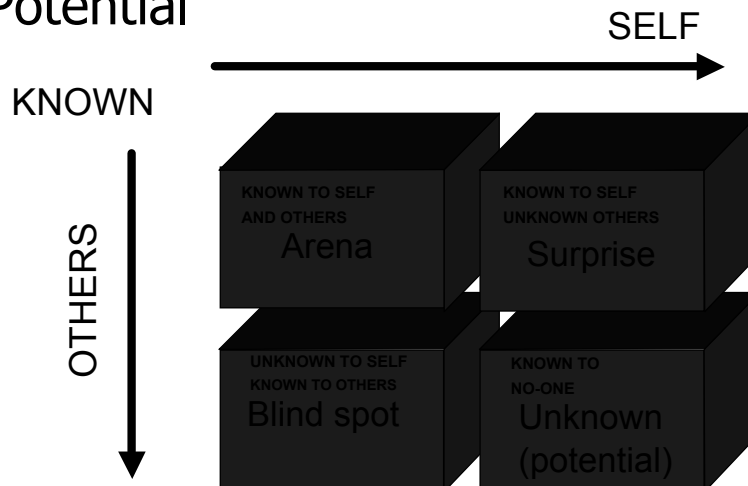 Potential
SELF
KNOWN
OTHERS
KNOWN TO SELF
AND OTHERS
Arena
KNOWN TO SELF
UNKNOWN OTHERS
Surprise
UNKNOWN TO SELF
KNOWN TO OTHERS
Blind spot
KNOWN TO
NO-ONE
Unknown
(potential)